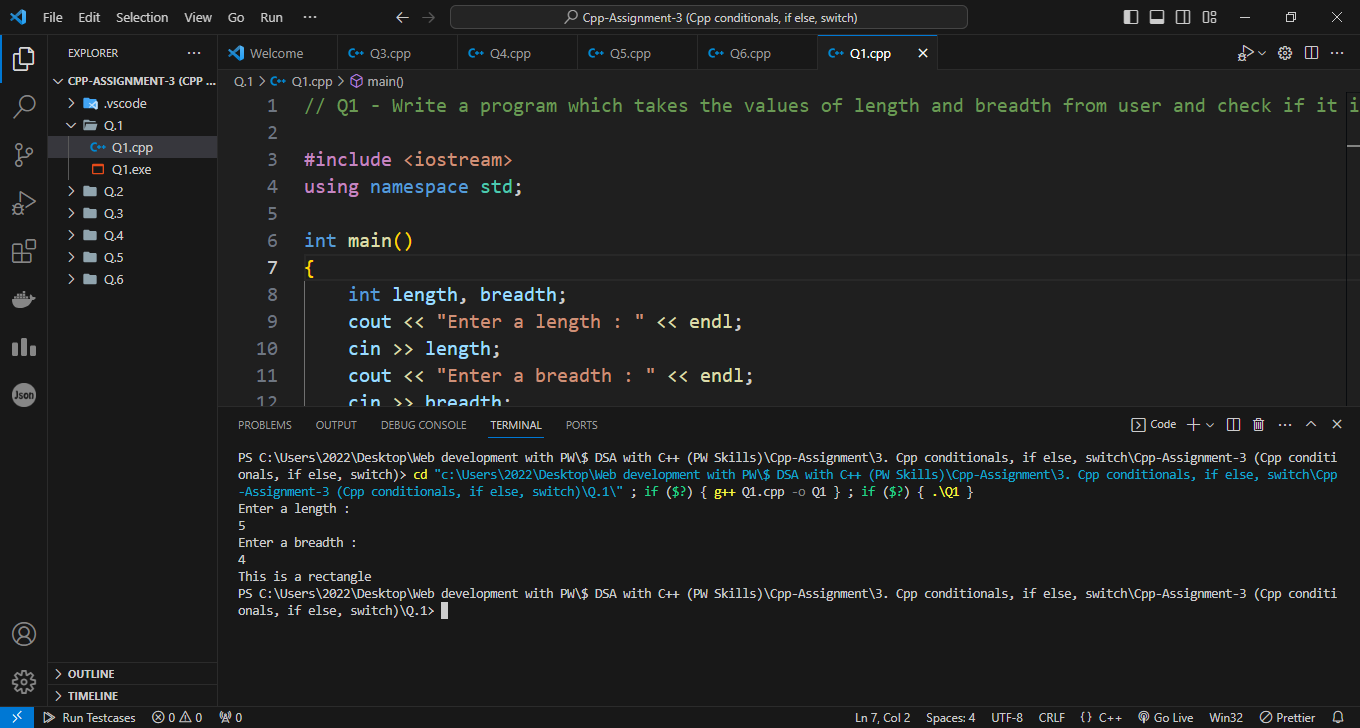 File Edit Selection View Go Run ··· Cpp-Assignment-3 (Cpp conditionals, if else, switch)
EXPLORER
Welcome Q3.cpp Q4.cpp Q5.cpp Q6.cpp Q1.cpp
CPP-ASSIGNMENT-3 (CPP ...
.vscode
Q.1
Q1.cpp
Q1.exe
Q.2
Q.3
Q.4
Q.5
Q.6
OUTLINE
TIMELINE
Json
Q.1 > Q1.cpp > main()
1 // Q1 - Write a program which takes the values of length and breadth from user and check if it i
2
3 #include <iostream>
4 using namespace std;
5
6 int main()
7 {
8 int length, breadth;
9 cout << "Enter a length : " << endl;
10 cin >> length;
11 cout << "Enter a breadth : " << endl;
12 cin >> breadth;
PROBLEMS OUTPUT DEBUG CONSOLE TERMINAL PORTS Code
PS C:\Users\2022\Desktop\Web development with PW\$ DSA with C++ (PW Skills)\Cpp-Assignment\3. Cpp conditionals, if else, switch\Cpp-Assignment-3 (Cpp conditi
onals, if else, switch)> cd "c:\Users\2022\Desktop\Web development with PW\$ DSA with C++ (PW Skills)\Cpp-Assignment\3. Cpp conditionals, if else, switch\Cpp
-Assignment-3 (Cpp conditionals, if else, switch)\Q.1\" ; if ($?) { g++ Q1.cpp -o Q1 } ; if ($?) { .\Q1 }
Enter a length :
5
Enter a breadth :
4
This is a rectangle
PS C:\Users\2022\Desktop\Web development with PW\$ DSA with C++ (PW Skills)\Cpp-Assignment\3. Cpp conditionals, if else, switch\Cpp-Assignment-3 (Cpp conditi
onals, if else, switch)\Q.1>
Run Testcases 0 0 0 Ln 7, Col 2 Spaces: 4 UTF-8 CRLF {} C++ Go Live Win32 Prettier